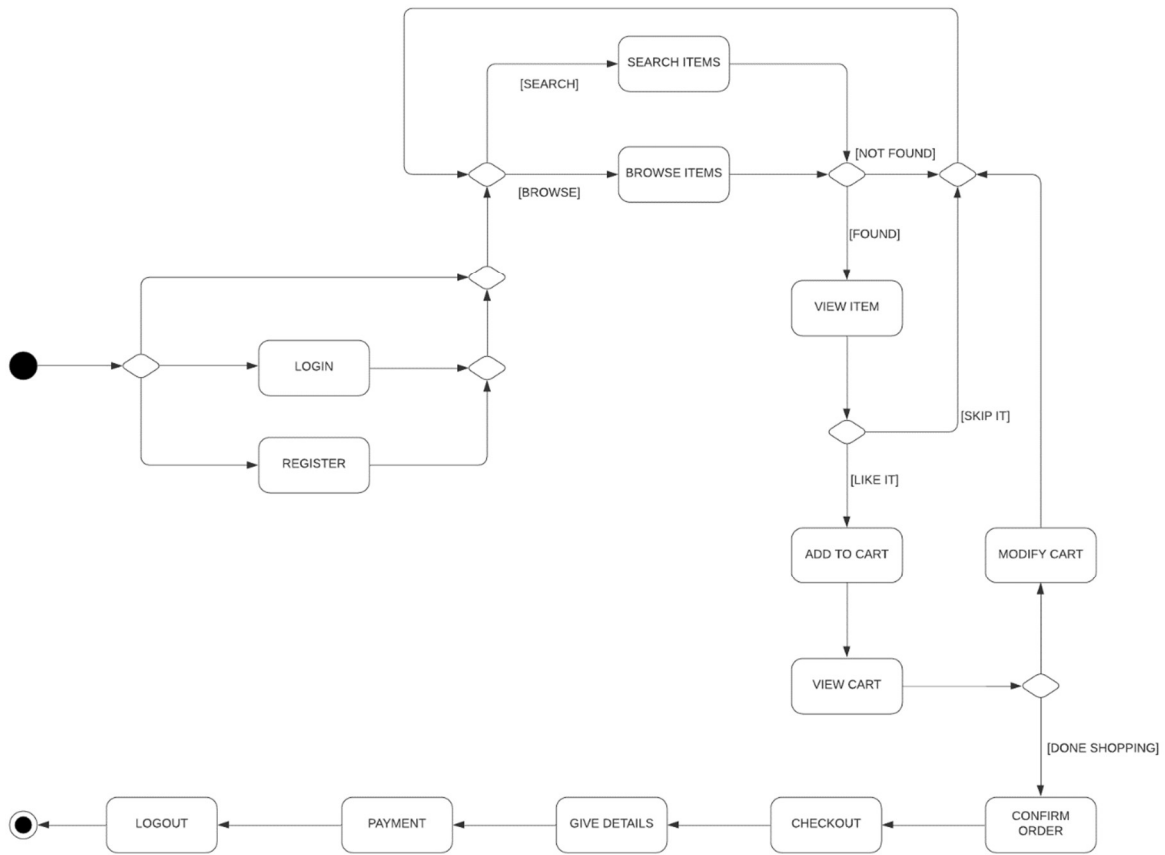 SEARCH ITEMS
[SEARCH]
[NOT FOUND]
BROWSE ITEMS
[BROWSE]
[FOUND]
VIEW ITEM
LOGIN
[SKIP IT]
REGISTER
[LIKE IT]
ADD TO CART
MODIFY CART
VIEW CART
[DONE SHOPPING]
LOGOUT
PAYMENT
GIVE DETAILS
CHECKOUT
CONFIRM
ORDER